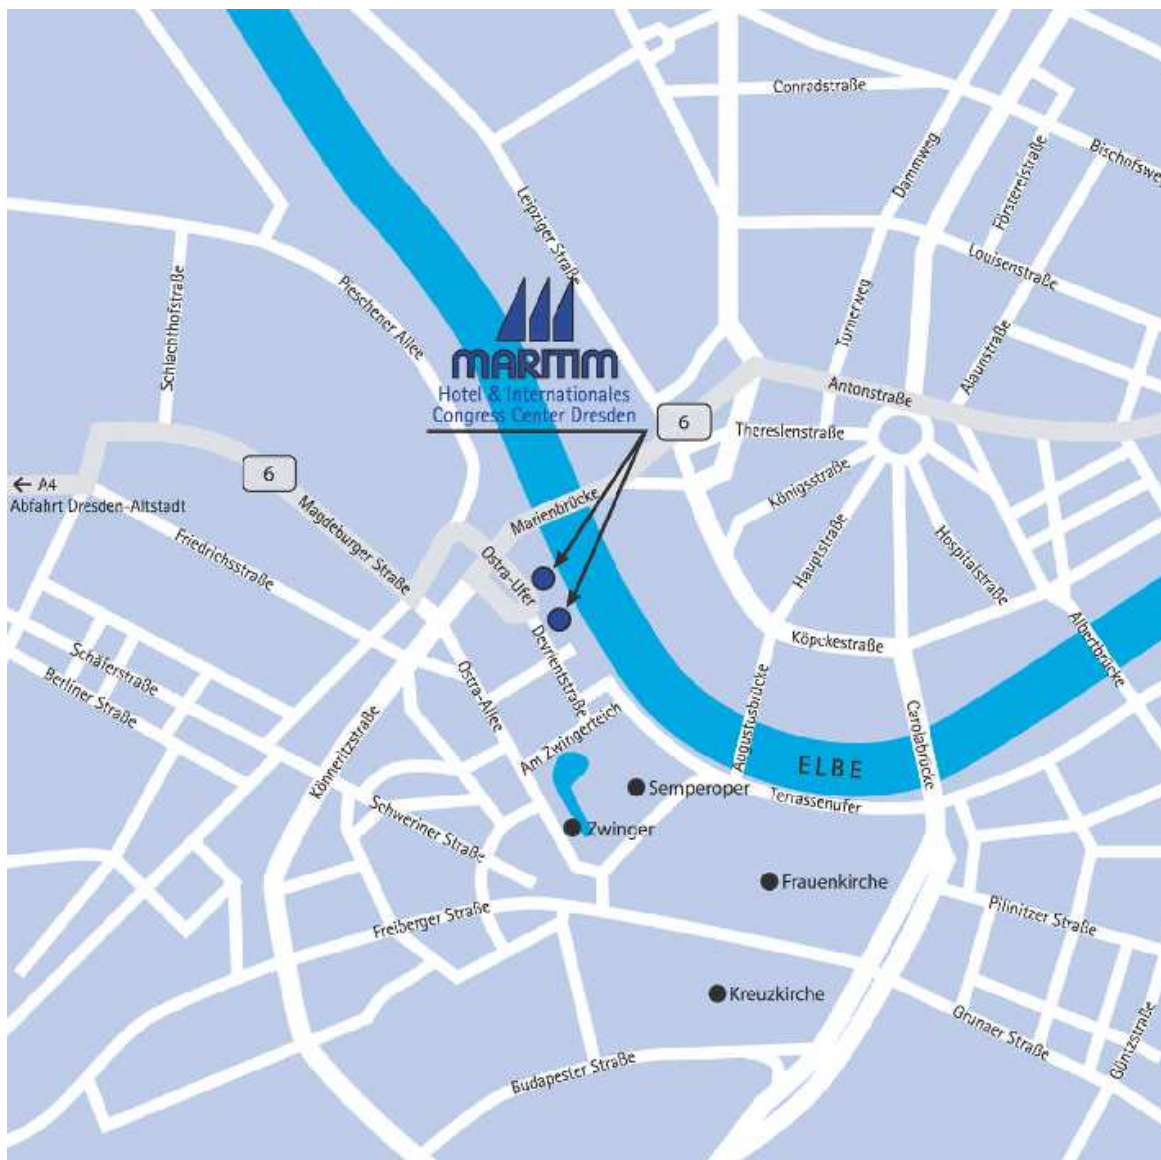 Conradstraße
Bischofsweg
Dammweg
Förstereistraße
Leipziger Straße
Louisenstraße
Pieschener Allee
Schlachthofstraße
Turnerweg
Alaunstraße
MARITIM
Hotel & Internationales
Congress Center Dresden
Antonstraße
6
Theresienstraße
6
← A4
Abfahrt Dresden-Altstadt
Königsstraße
Marienbrücke
Magdeburger Straße
Friedrichsstraße
Hauptstraße
Hospitalstraße
Ostra-Ufer
Devrientstraße
Köpckestraße
Albertbrücke
Schäferstraße
Berliner Straße
Ostra-Allee
Könneritzstraße
Am Zwingerteich
Augustusbrücke
Carolabrücke
ELBE
Semperoper
Terrassenufer
Schweriner Straße
Zwinger
Frauenkirche
Freiberger Straße
Pillnitzer Straße
Kreuzkirche
Grunaer Straße
Güntzstraße
Budapester Straße